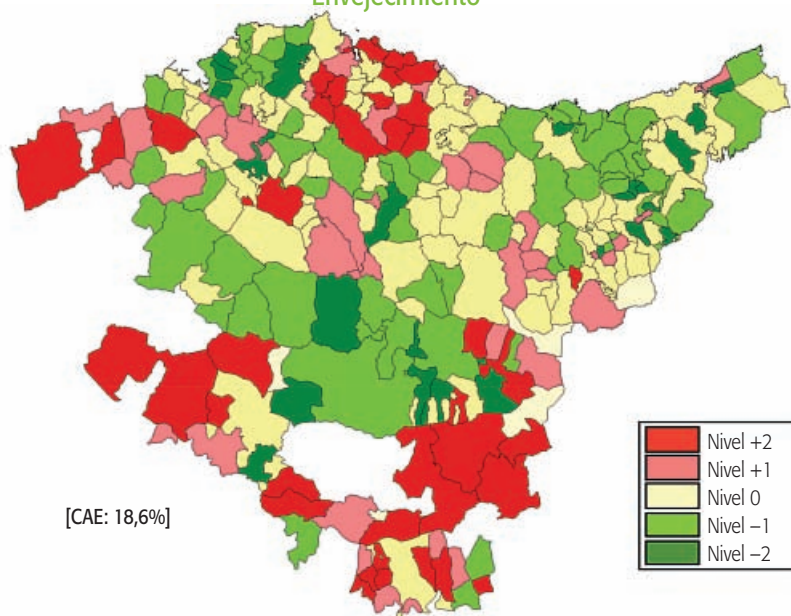 Envejecimiento
Nivel +2
Nivel +1
Nivel 0
Nivel –1
Nivel –2
[CAE: 18,6%]